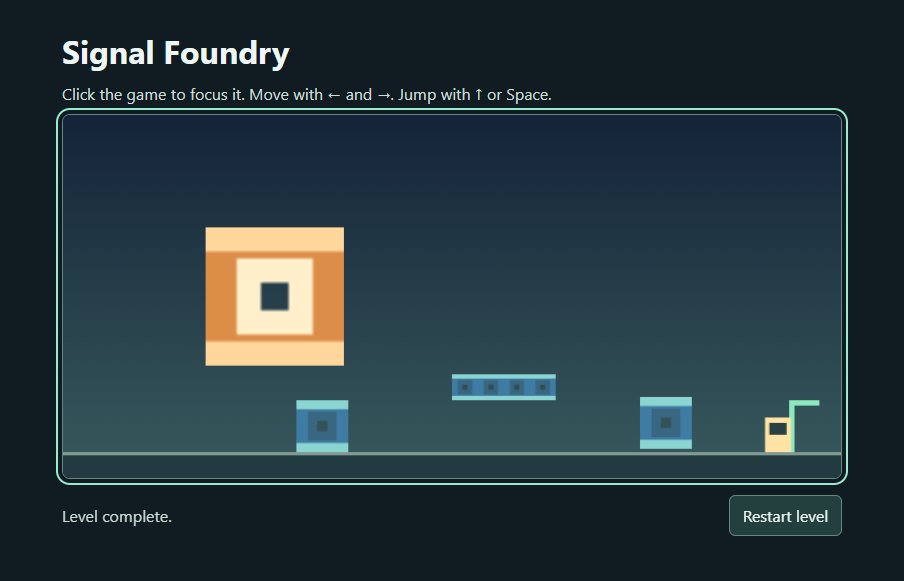 Signal Foundry
Click the game to focus it. Move with ← and →. Jump with ↑ or Space.
Level complete.
Restart level